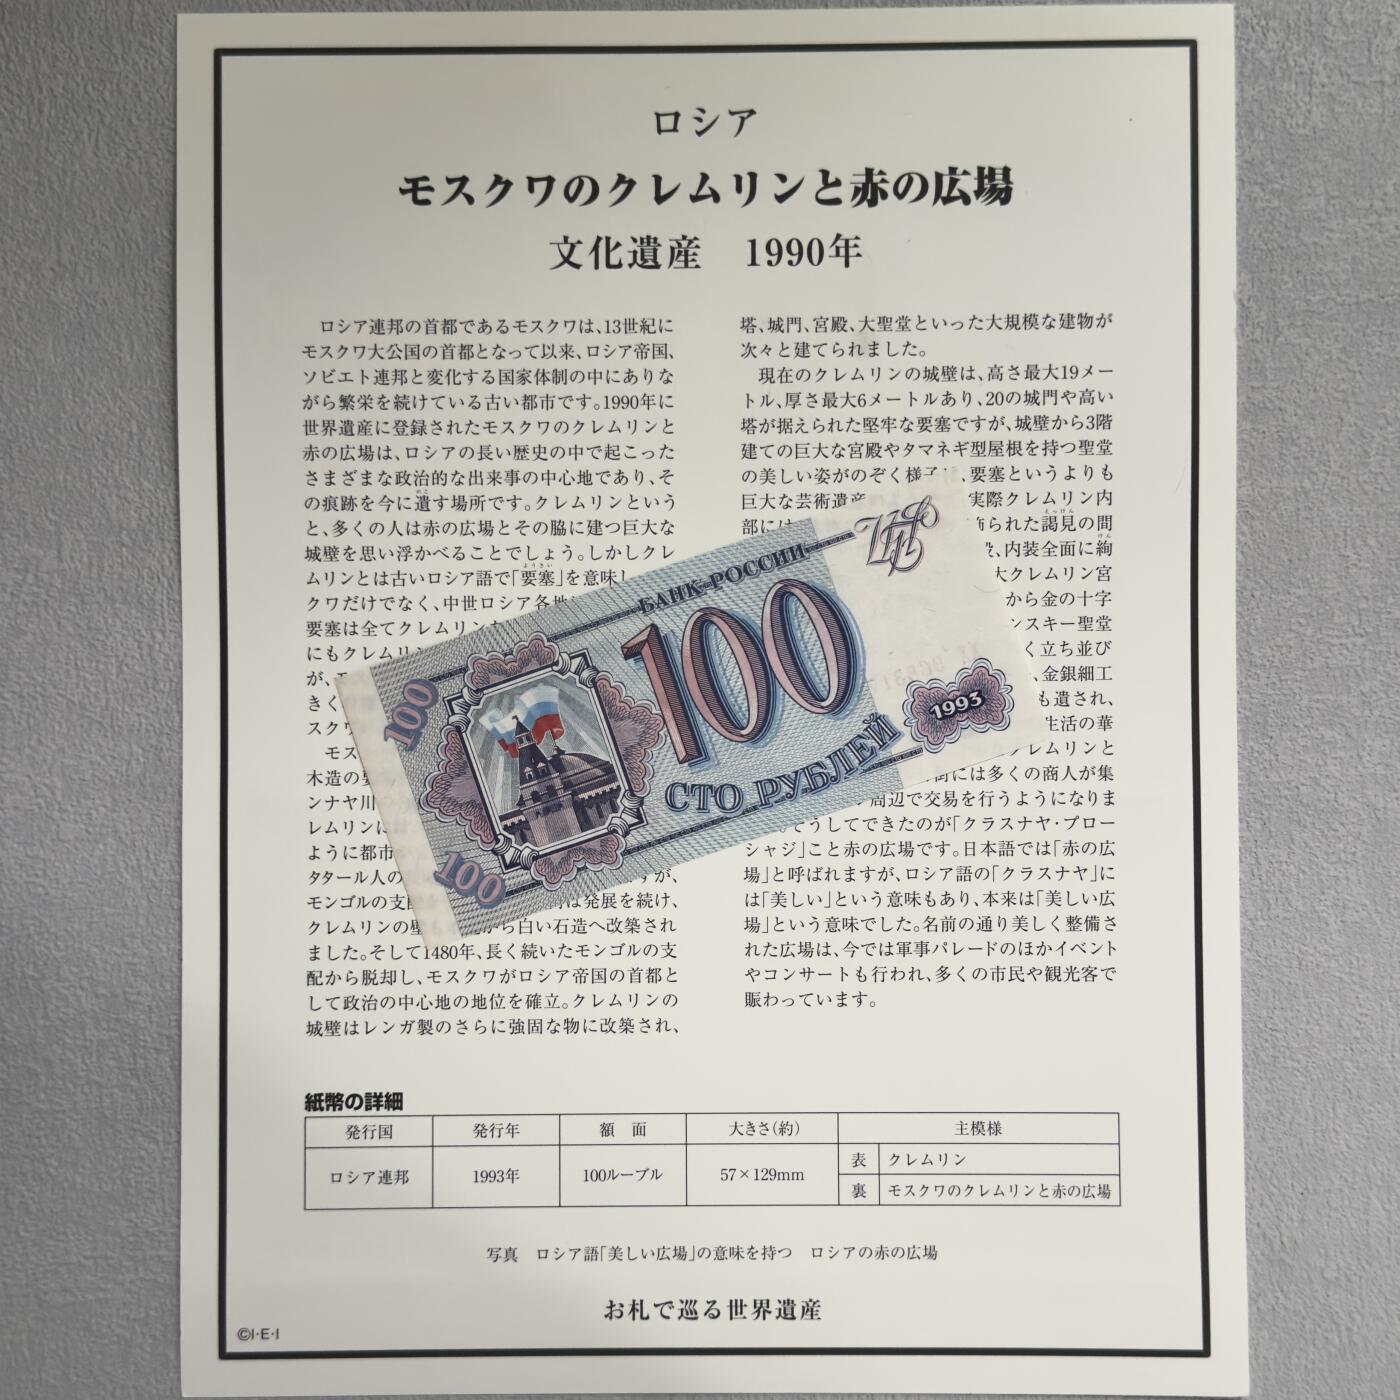 ロシア
モスクワのクレムリンと赤の広場
文化遺産　1990年
ロシア連邦の首都であるモスクワは、13世紀に
モスクワ大公国の首都となって以来、ロシア帝国、
ソビエト連邦と変化する国家体制の中にありな
がら繁栄を続けている古い都市です。1990年に
世界遺産に登録されたモスクワのクレムリンと
赤の広場は、ロシアの長い歴史の中で起こった
さまざまな政治的な出来事の中心地であり、そ
の痕跡を今に遺す場所です。クレムリンという
と、多くの人は赤の広場とその脇に建つ巨大な
城壁を思い浮かべることでしょう。しかしクレ
ムリンとは古いロシア語で「要塞」を意味し
クワだけでなく、中世ロシア各地
要塞は全てクレムリン
にもクレムリン
が、
きく
スクワ
モス
木造の
ンナヤ川の
レムリンに
ように都市
タタール人の
すが、
モンゴルの支配
は発展を続け、
クレムリンの壁も
から白い石造へ改築され
ました。そして1480年、長く続いたモンゴルの支
配から脱却し、モスクワがロシア帝国の首都と
して政治の中心地の地位を確立。クレムリンの
城壁はレンガ製のさらに強固な物に改築され、
塔、城門、宮殿、大聖堂といった大規模な建物が
次々と建てられました。
現在のクレムリンの城壁は、高さ最大19メー
トル、厚さ最大6メートルあり、20の城門や高い
塔が据えられた堅牢な要塞ですが、城壁から3階
建ての巨大な宮殿やタマネギ型屋根を持つ聖堂
の美しい姿がのぞく様子は、要塞というよりも
巨大な芸術遺産
実際クレムリン内
部には
飾られた謁見の間
、内装全面に絢
大クレムリン宮
から金の十字
ンスキー聖堂
く立ち並び
、金銀細工
も遺され、
生活の華
クレムリンと
街には多くの商人が集
周辺で交易を行うようになりま
そうしてできたのが「クラスナヤ・プロー
シャジ」こと赤の広場です。日本語では「赤の広
場」と呼ばれますが、ロシア語の「クラスナヤ」に
は「美しい」という意味もあり、本来は「美しい広
場」という意味でした。名前の通り美しく整備さ
れた広場は、今では軍事パレードのほかイベント
やコンサートも行われ、多くの市民や観光客で
賑わっています。
БАНК РОССИИ
100
100
СТО РУБЛЕЙ
1993
100
紙幣の詳細
発行国 発行年 額　面 大きさ(約) 主模様
ロシア連邦 1993年 100ルーブル 57×129mm 表 クレムリン
裏 モスクワのクレムリンと赤の広場
写真　ロシア語「美しい広場」の意味を持つ　ロシアの赤の広場
お札で巡る世界遺産
©I・E・I